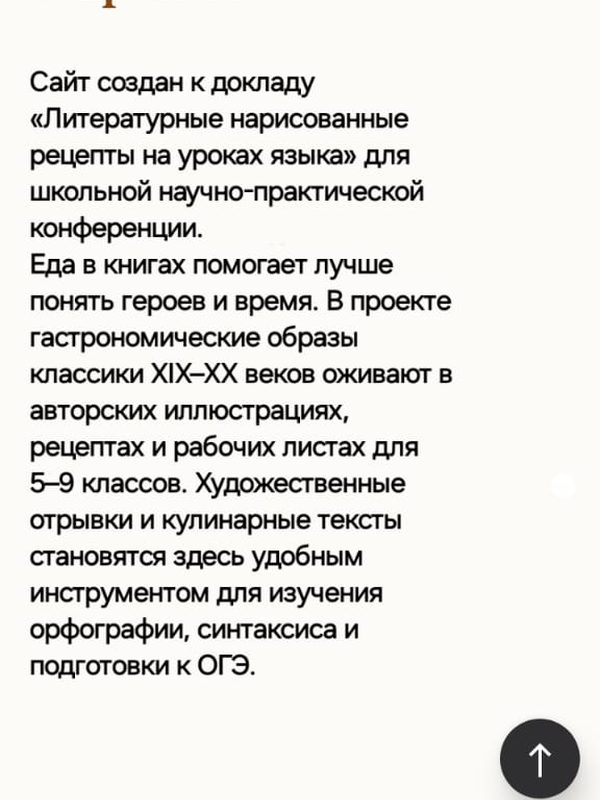 Сайт создан к докладу
«Литературные нарисованные
рецепты на уроках языка» для
школьной научно-практической
конференции.
Еда в книгах помогает лучше
понять героев и время. В проекте
гастрономические образы
классики XIX–XX веков оживают в
авторских иллюстрациях,
рецептах и рабочих листах для
5–9 классов. Художественные
отрывки и кулинарные тексты
становятся здесь удобным
инструментом для изучения
орфографии, синтаксиса и
подготовки к ОГЭ.